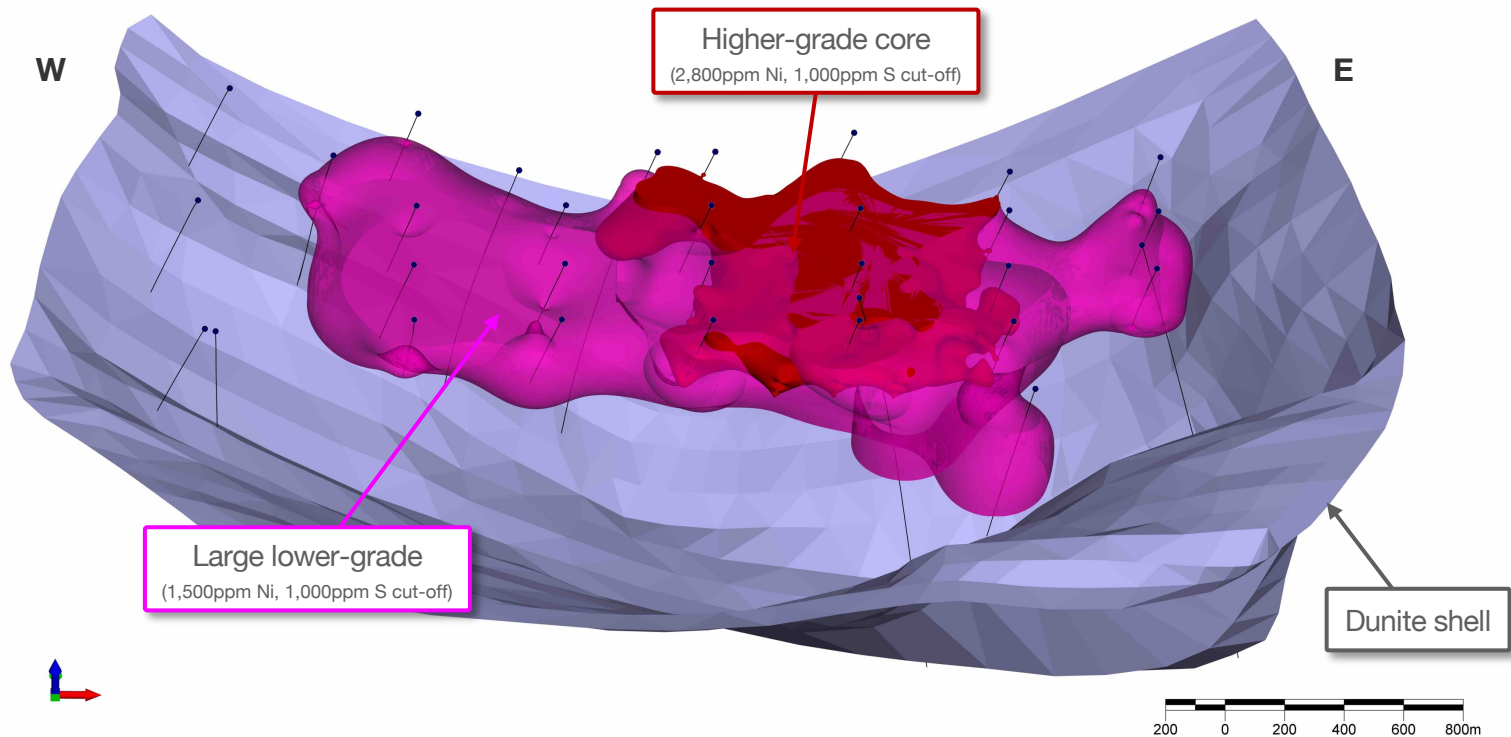 Higher-grade core
(2,800ppm Ni, 1,000ppm S cut-off)
W
E
Large lower-grade
(1,500ppm Ni, 1,000ppm S cut-off)
Dunite shell
200 0 200 400 600 800m